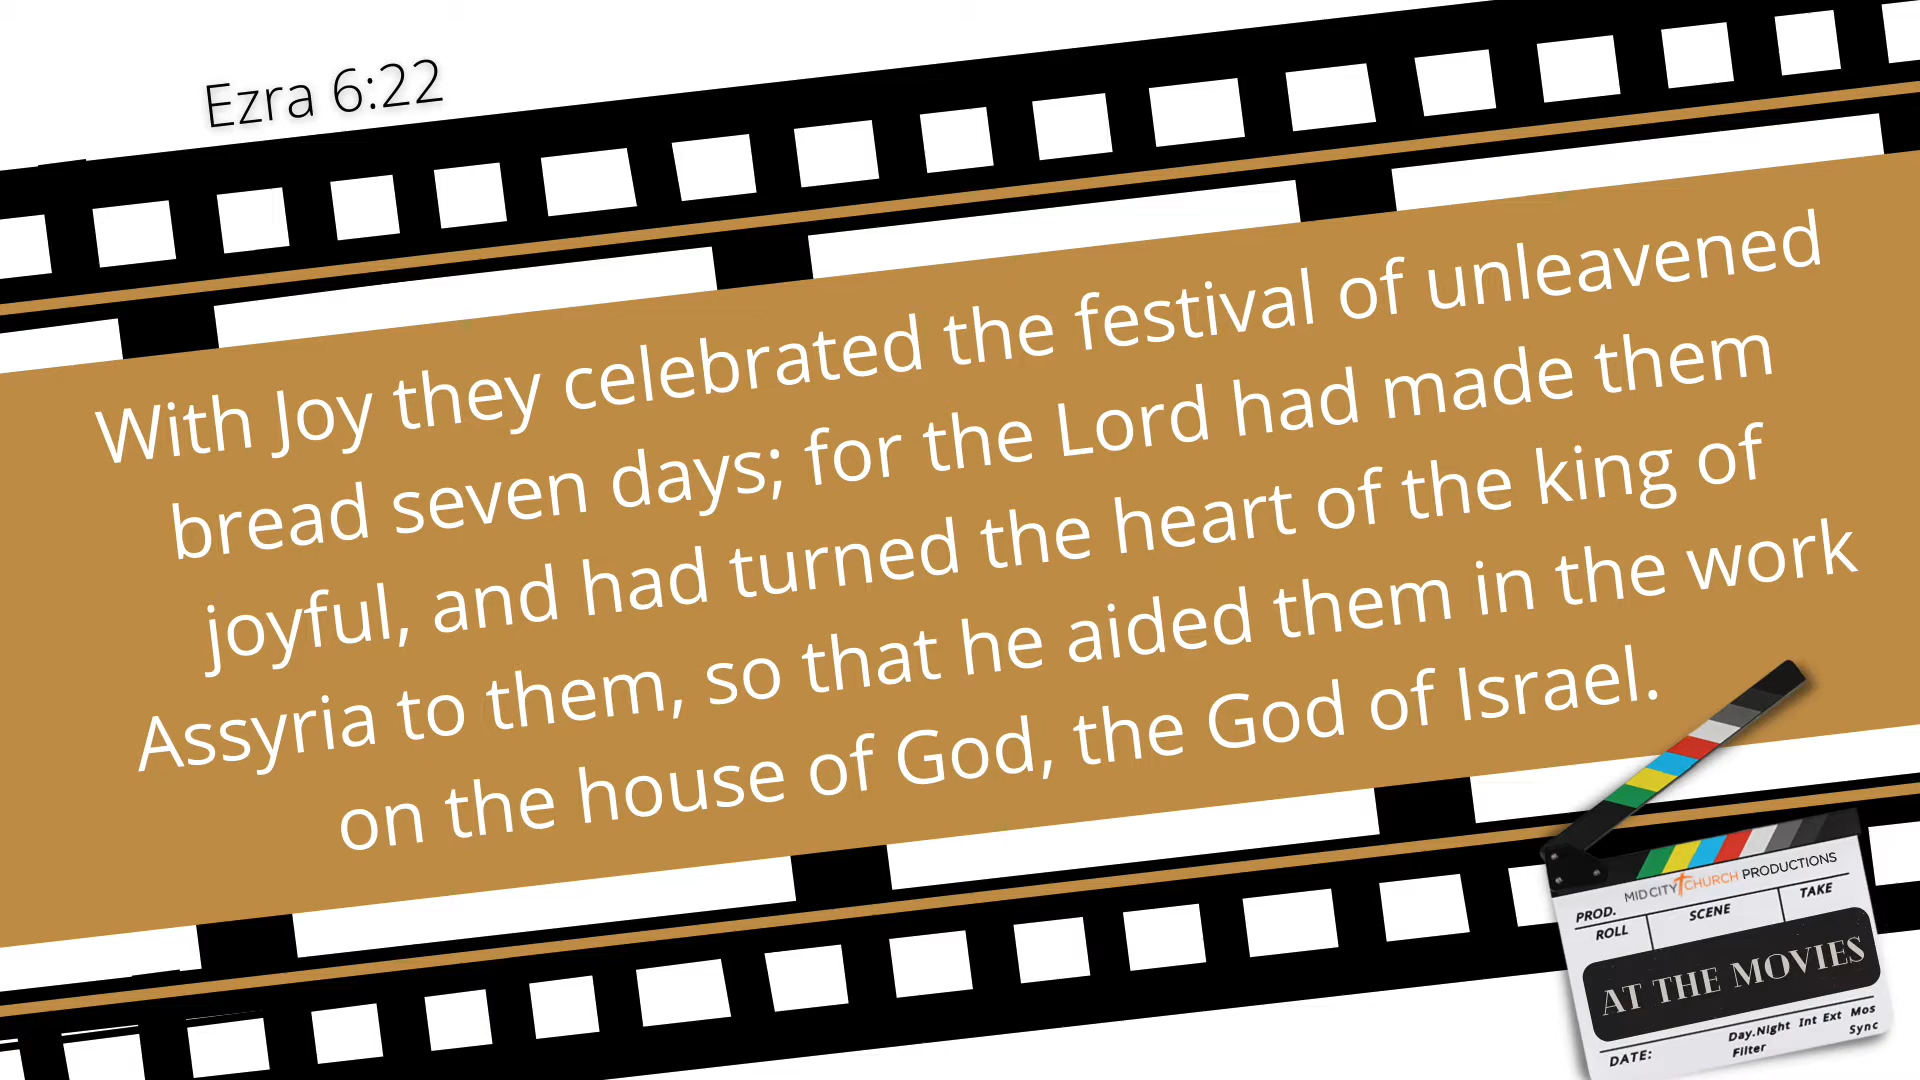 Ezra 6:22
With Joy they celebrated the festival of unleavened
bread seven days; for the Lord had made them
joyful, and had turned the heart of the king of
Assyria to them, so that he aided them in the work
on the house of God, the God of Israel.
MIDCITY CHURCH PRODUCTIONS
PROD.
SCENE
TAKE
ROLL
AT THE MOVIES
DATE:
Day.Night Int Ext Mos
Filter
Sync